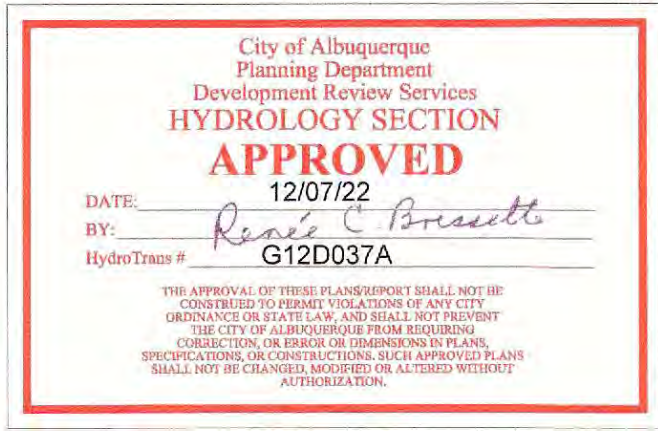 City of Albuquerque
Planning Department
Development Review Services
HYDROLOGY SECTION
APPROVED
DATE: 12/07/22
BY: Renée C Brissette
HydroTrans # G12D037A
THE APPROVAL OF THESE PLANS/REPORT SHALL NOT BE
CONSTRUED TO PERMIT VIOLATIONS OF ANY CITY
ORDINANCE OR STATE LAW, AND SHALL NOT PREVENT
THE CITY OF ALBUQUERQUE FROM REQUIRING
CORRECTION, OR ERROR OR DIMENSIONS IN PLANS,
SPECIFICATIONS, OR CONSTRUCTIONS. SUCH APPROVED PLANS
SHALL NOT BE CHANGED, MODIFIED OR ALTERED WITHOUT
AUTHORIZATION.